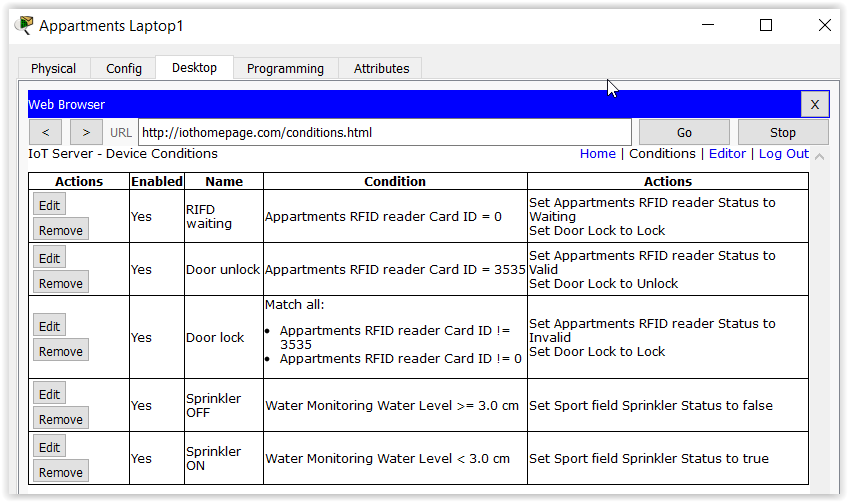 Appartments Laptop1
Physical Config Desktop Programming Attributes
Web Browser X
< > URL http://iothomepage.com/conditions.html Go Stop
IoT Server - Device Conditions Home | Conditions | Editor | Log Out
Actions Enabled Name Condition Actions
Edit
Remove
Yes
RIFD
waiting
Appartments RFID reader Card ID = 0
Set Appartments RFID reader Status to
Waiting
Set Door Lock to Lock
Edit
Remove
Yes
Door unlock
Appartments RFID reader Card ID = 3535
Set Appartments RFID reader Status to
Valid
Set Door Lock to Unlock
Edit
Remove
Yes
Door lock
Match all:
• Appartments RFID reader Card ID !=
3535
• Appartments RFID reader Card ID != 0
Set Appartments RFID reader Status to
Invalid
Set Door Lock to Lock
Edit
Remove
Yes
Sprinkler
OFF
Water Monitoring Water Level >= 3.0 cm
Set Sport field Sprinkler Status to false
Edit
Remove
Yes
Sprinkler
ON
Water Monitoring Water Level < 3.0 cm
Set Sport field Sprinkler Status to true